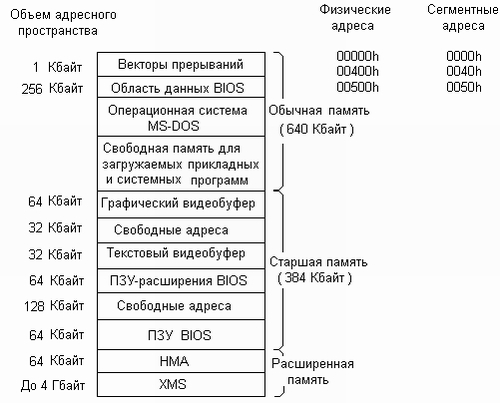 Объем адресного пространства
Физические адреса
Сегментные адреса
1 Кбайт
Векторы прерываний
00000h
0000h
00400h
0040h
256 Кбайт
Область данных BIOS
00500h
0050h
Операционная система MS-DOS
Обычная память (640 Кбайт)
Свободная память для загружаемых прикладных и системных программ
64 Кбайт
Графический видеобуфер
32 Кбайт
Свободные адреса
32 Кбайт
Текстовый видеобуфер
Старшая память (384 Кбайт)
64 Кбайт
ПЗУ-расширения BIOS
128 Кбайт
Свободные адреса
64 Кбайт
ПЗУ BIOS
64 Кбайт
HMA
Расширенная память
До 4 Гбайт
XMS